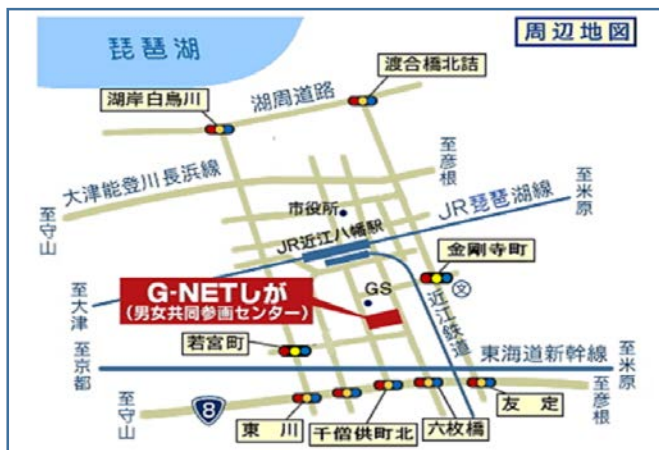 周辺地図
琵琶湖
渡合橋北詰
湖岸白鳥川
湖周道路
至彦根
大津能登川長浜線
至守山
至米原
市役所
JR琵琶湖線
JR近江八幡駅
金剛寺町
文
GS
G-NETしが
(男女共同参画センター)
近江鉄道
至大津
若宮町
至京都
東海道新幹線
至米原
至守山
8
至彦根
東川
千僧供町北
六枚橋
友定